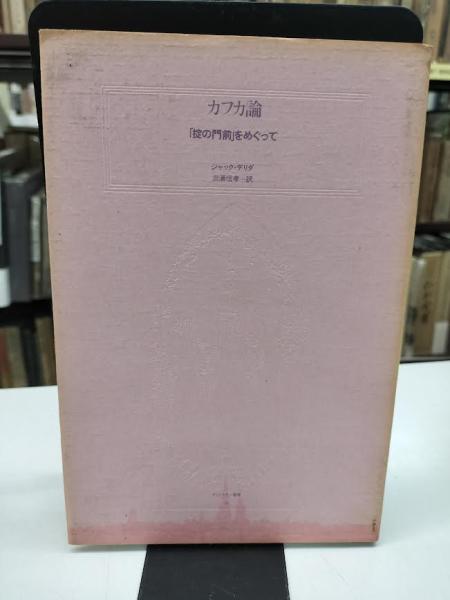 カフカ論
「掟の門前」をめぐって
ジャック・デリダ
三浦信孝 訳